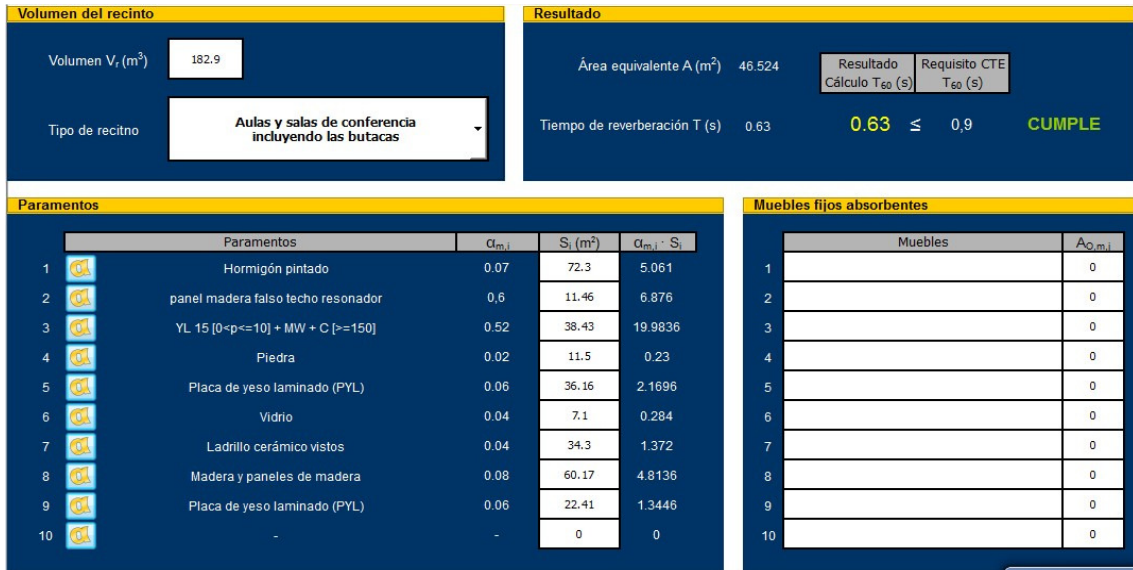 Volumen del recinto
Volumen Vr (m³) 182.9
Tipo de recitno Aulas y salas de conferencia
incluyendo las butacas
Resultado
Área equivalente A (m²) 46.524
Resultado Requisito CTE
Cálculo T60 (s) T60 (s)
Tiempo de reverberación T (s) 0.63 0.63 ≤ 0,9 CUMPLE
Paramentos
Paramentos αm,i Si (m²) αm,i · Si
1 Hormigón pintado 0.07 72.3 5.061
2 panel madera falso techo resonador 0,6 11.46 6.876
3 YL 15 [0<p<=10] + MW + C [>=150] 0.52 38.43 19.9836
4 Piedra 0.02 11.5 0.23
5 Placa de yeso laminado (PYL) 0.06 36.16 2.1696
6 Vidrio 0.04 7.1 0.284
7 Ladrillo cerámico vistos 0.04 34.3 1.372
8 Madera y paneles de madera 0.08 60.17 4.8136
9 Placa de yeso laminado (PYL) 0.06 22.41 1.3446
10 - - 0 0
Muebles fijos absorbentes
Muebles AO,m,j
1 0
2 0
3 0
4 0
5 0
6 0
7 0
8 0
9 0
10 0